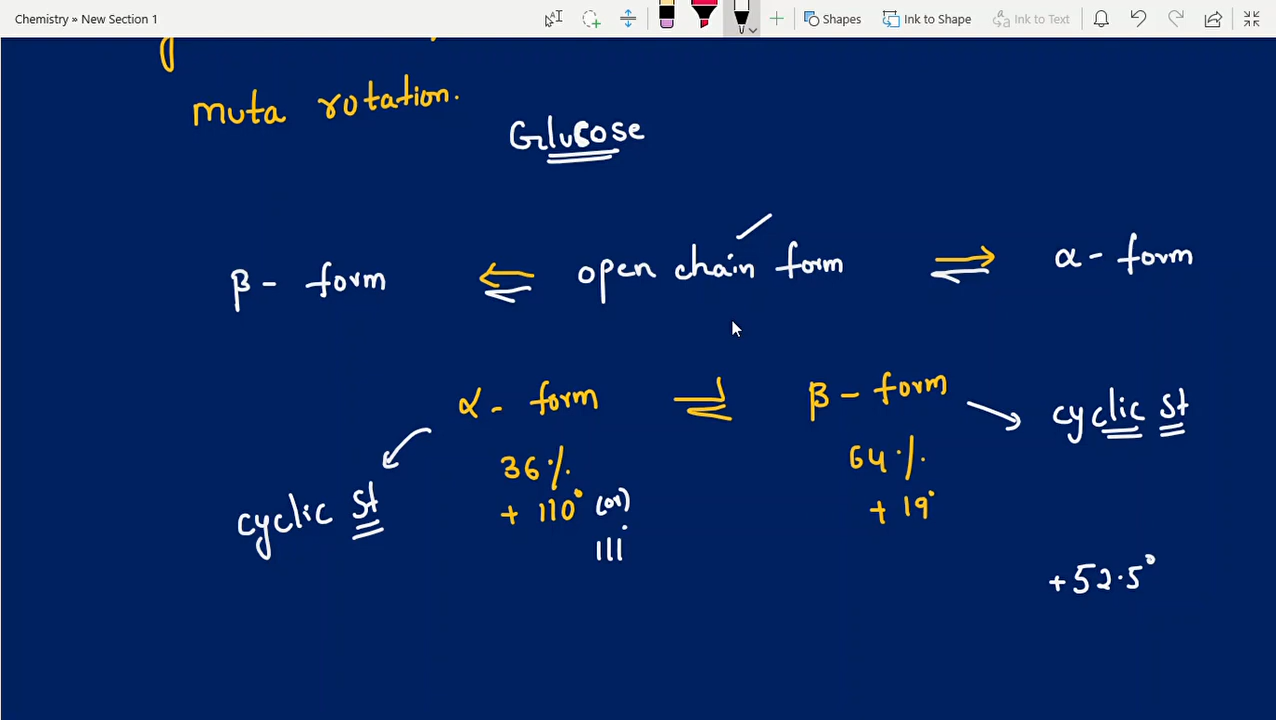 Chemistry » New Section 1
Shapes
Ink to Shape
Ink to Text
muta rotation.
Glucose
β - form ⇌ open chain form ⇌ α - form
α - form ⇌ β - form
cyclic st
36%
64%
cyclic st
+ 110° (or)
+ 19°
111°
+52.5°